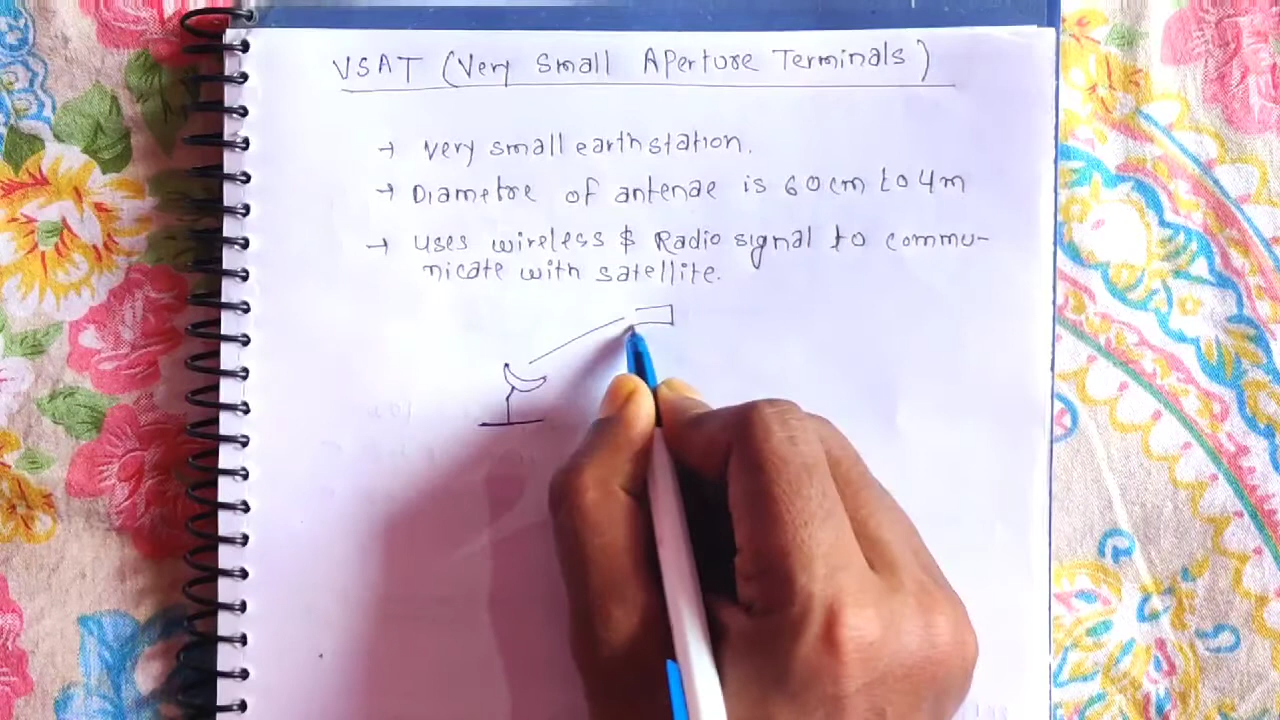 VSAT (Very Small Aperture Terminals)
→ Very small earth station.
→ Diametre of antenae is 60cm to 4m
→ Uses wireless $ Radio signal to commu-
nicate with satellite.